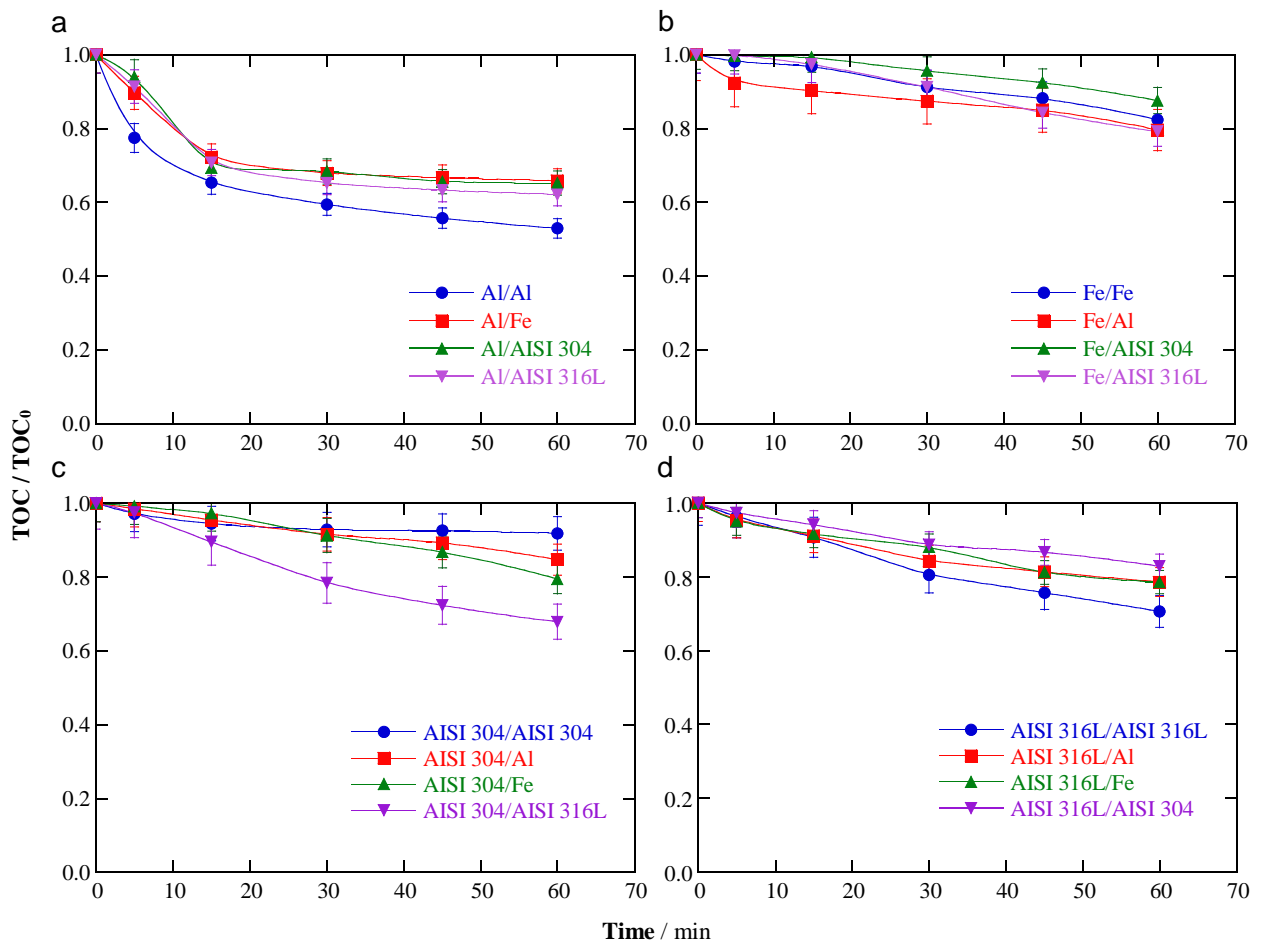 a
1.0
0.8
0.6
0.4
0.2
0.0
0 10 20 30 40 50 60 70
Al/Al
Al/Fe
Al/AISI 304
Al/AISI 316L
b
1.0
0.8
0.6
0.4
0.2
0.0
0 10 20 30 40 50 60 70
Fe/Fe
Fe/Al
Fe/AISI 304
Fe/AISI 316L
TOC / TOC₀
c
1.0
0.8
0.6
0.4
0.2
0.0
0 10 20 30 40 50 60 70
AISI 304/AISI 304
AISI 304/Al
AISI 304/Fe
AISI 304/AISI 316L
d
1.0
0.8
0.6
0.4
0.2
0.0
0 10 20 30 40 50 60 70
AISI 316L/AISI 316L
AISI 316L/Al
AISI 316L/Fe
AISI 316L/AISI 304
Time / min